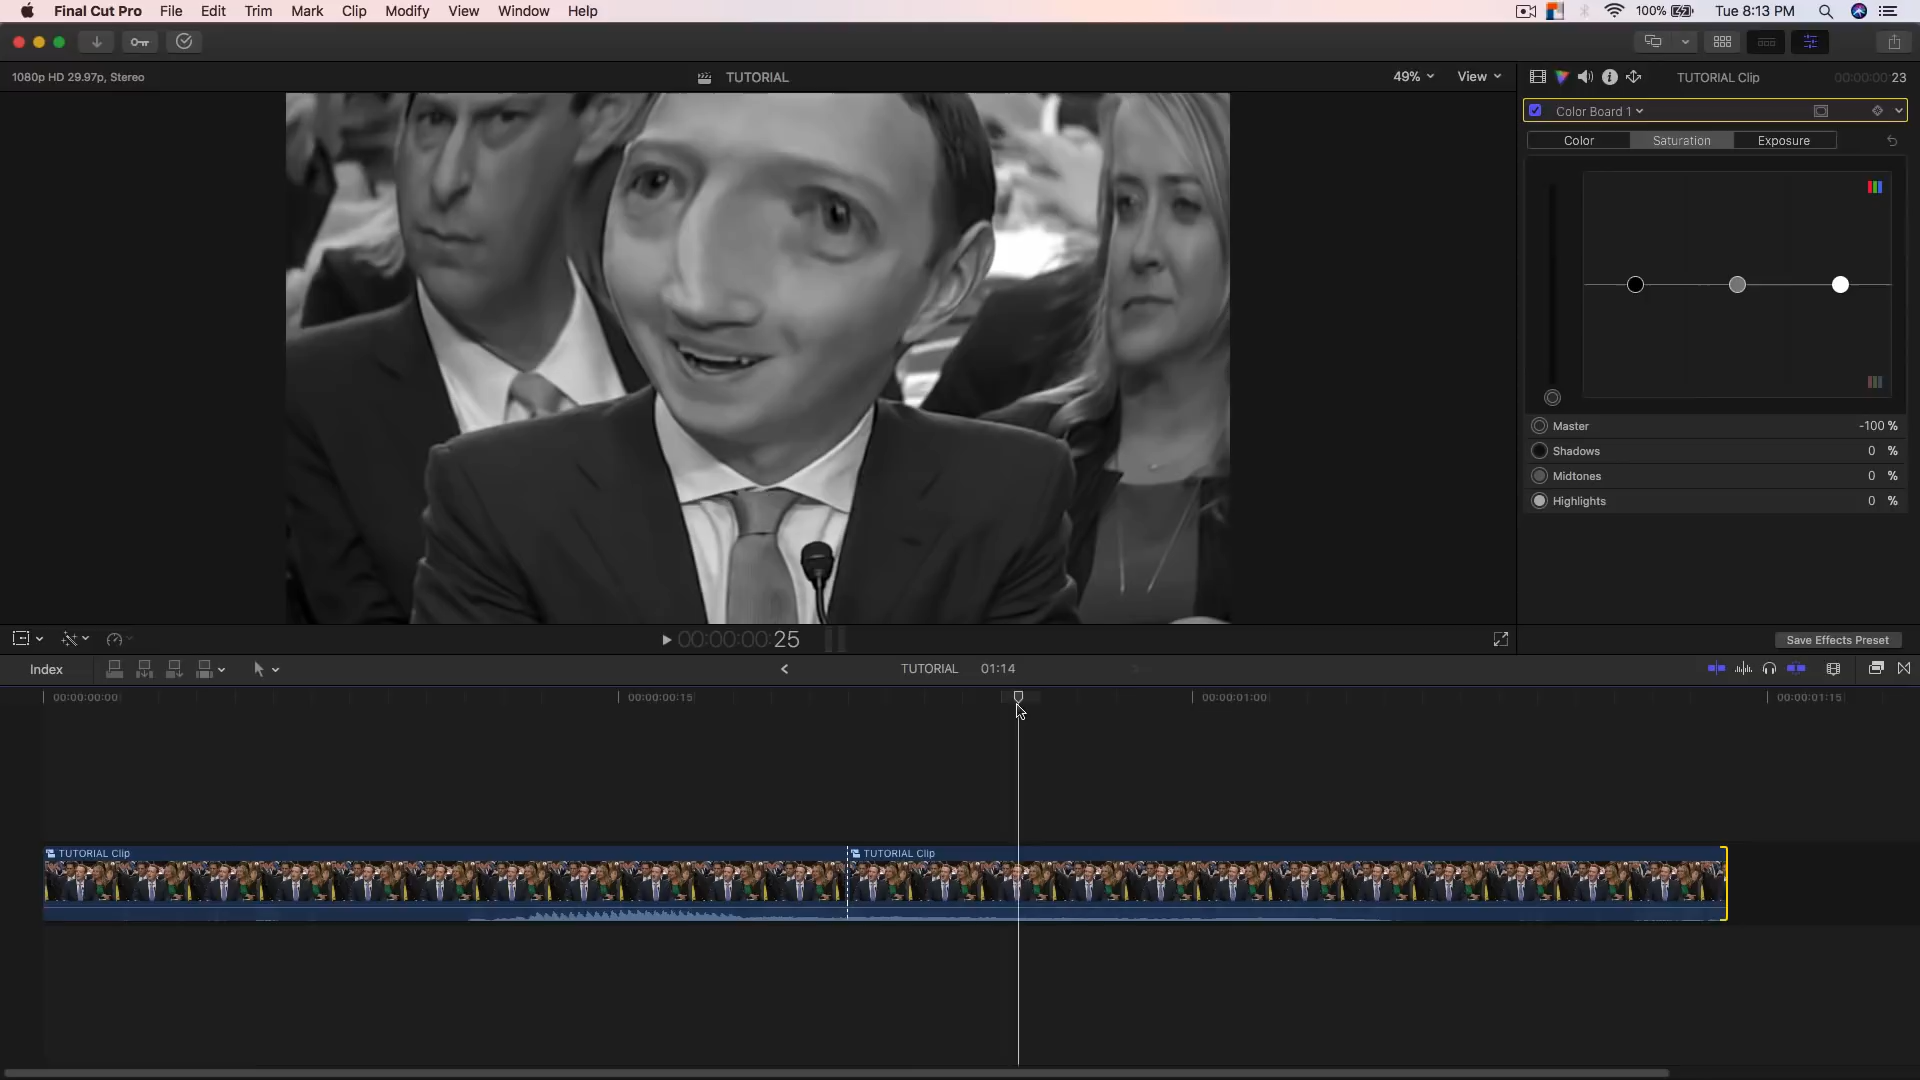 Final Cut Pro File Edit Trim Mark Clip Modify View Window Help 100% Tue 8:13 PM
1080p HD 29.97p, Stereo TUTORIAL 49% View TUTORIAL Clip 00:00:00:23
Color Board 1
Color Saturation Exposure
Master -100 %
Shadows 0 %
Midtones 0 %
Highlights 0 %
00:00:00:25 Save Effects Preset
Index TUTORIAL 01:14
00:00:00:00 00:00:00:15 00:00:01:00 00:00:01:15
TUTORIAL Clip TUTORIAL Clip